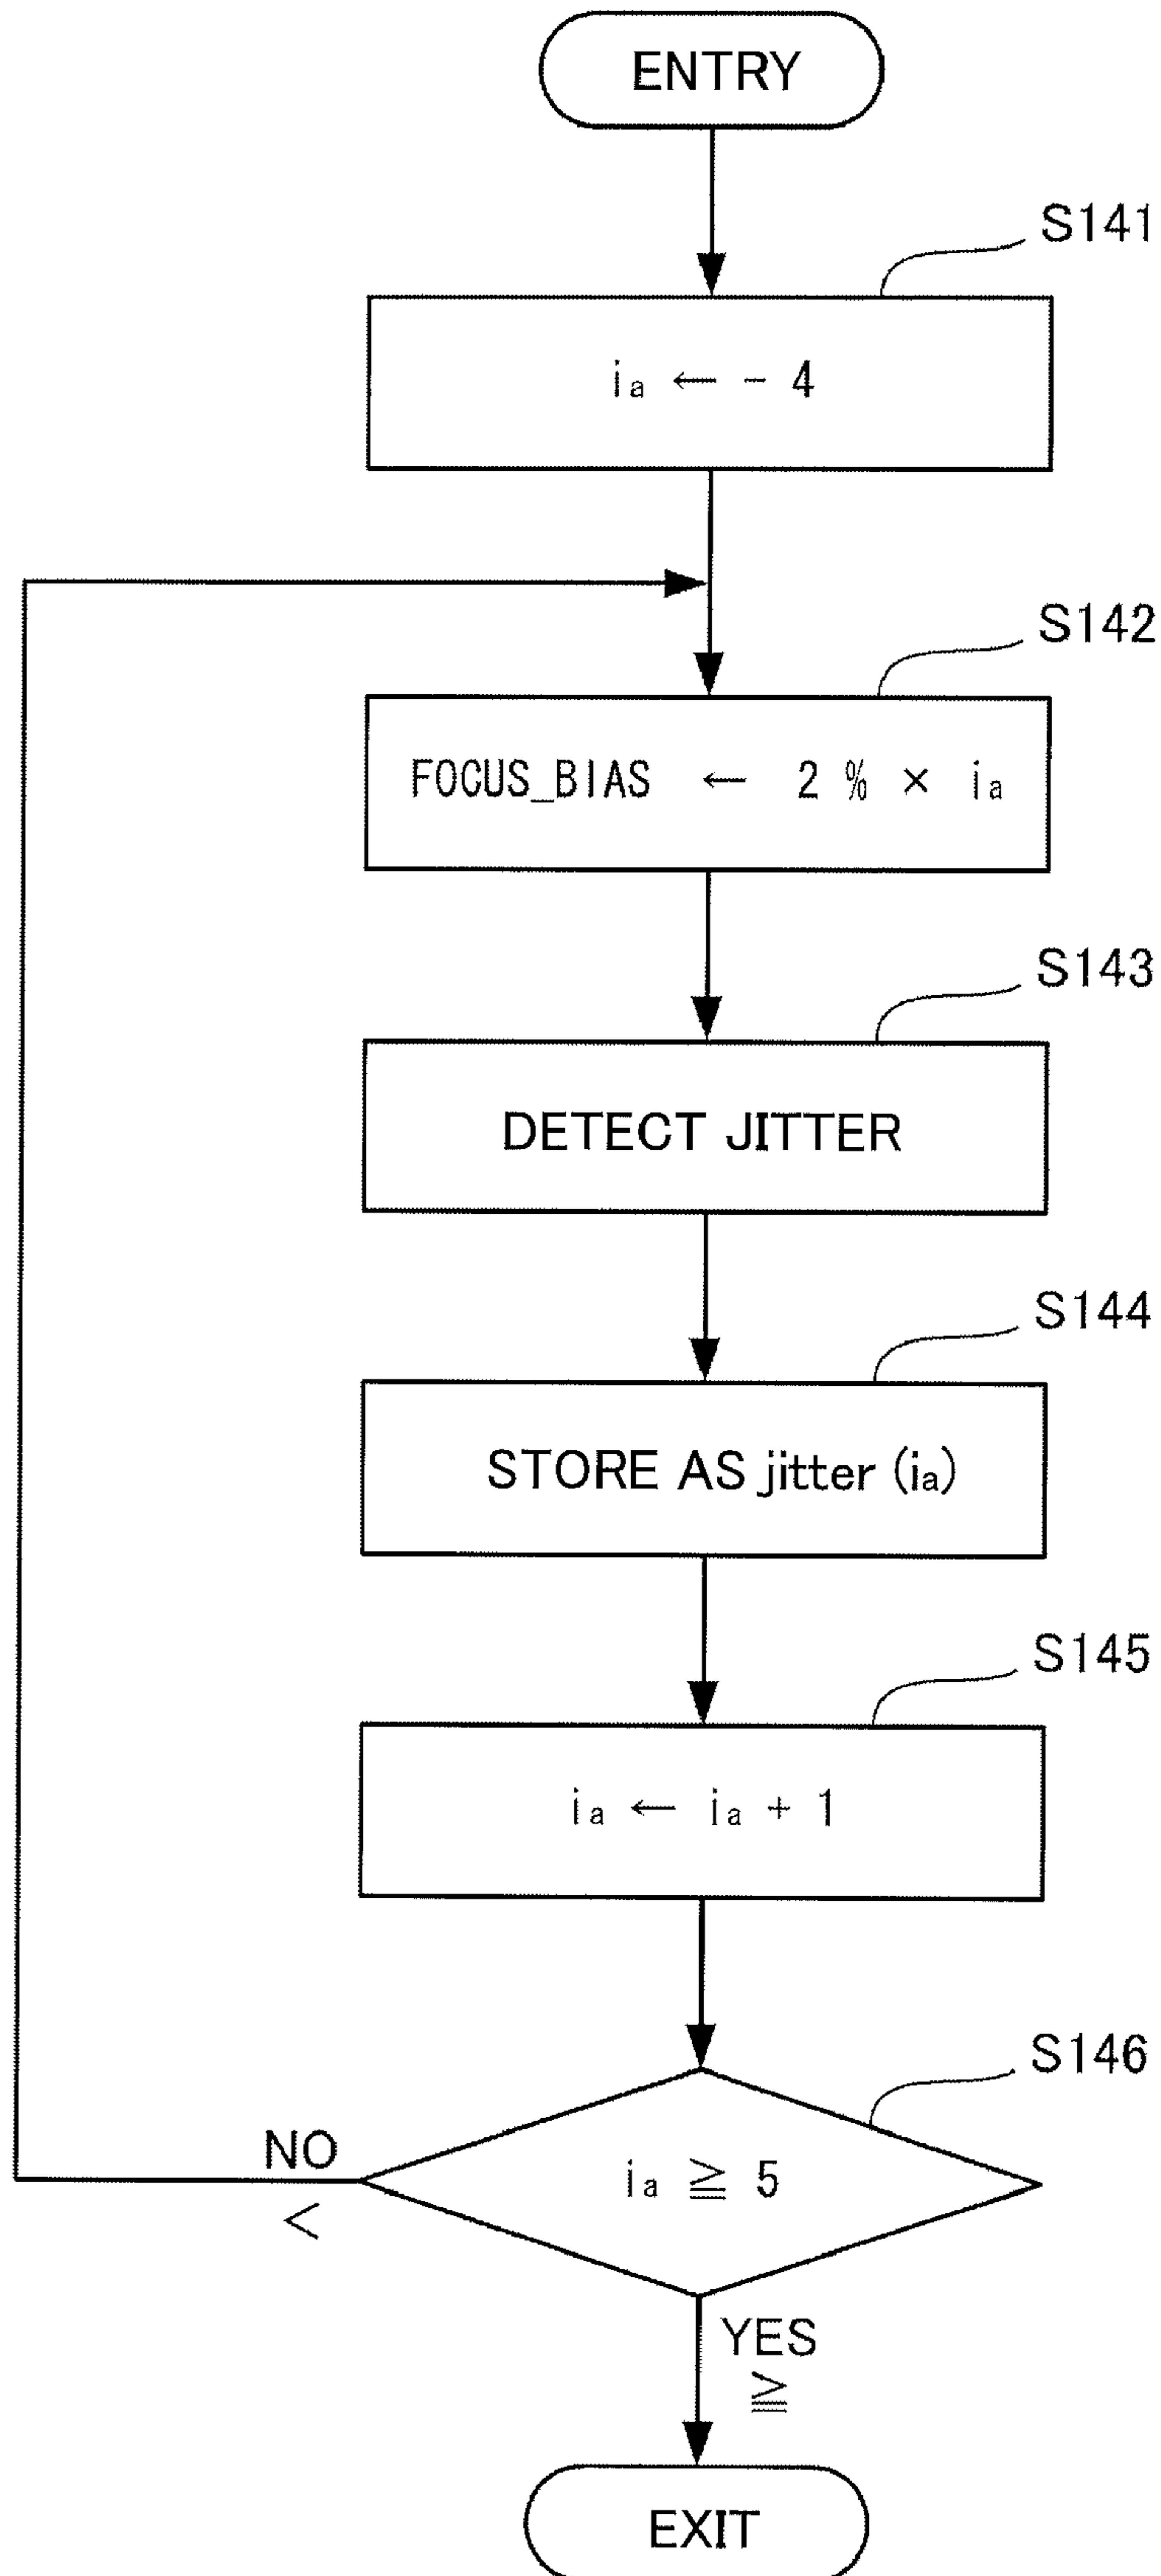 ENTRY
S141
iₐ ← - 4
S142
FOCUS_BIAS ← 2 % × iₐ
S143
DETECT JITTER
S144
STORE AS jitter (iₐ)
S145
iₐ ← iₐ + 1
S146
iₐ ≧ 5
NO
<
YES
≧
EXIT